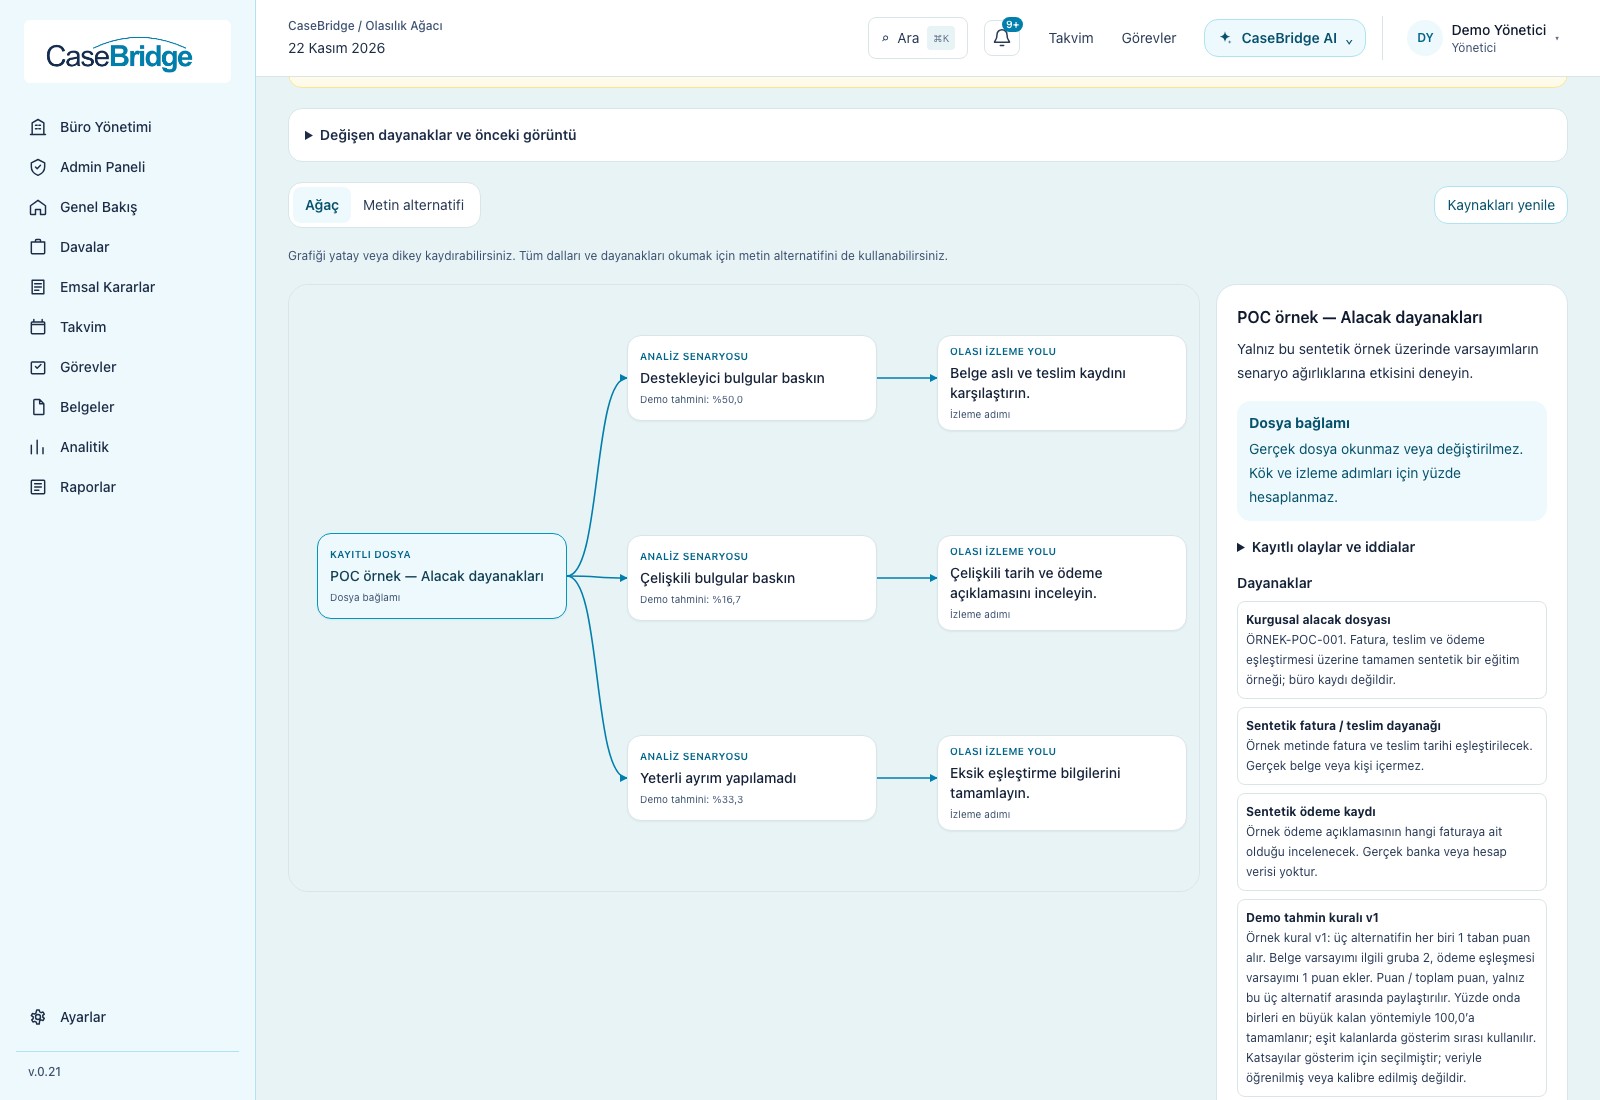 CaseBridge
Büro Yönetimi
Admin Paneli
Genel Bakış
Davalar
Emsal Kararlar
Takvim
Görevler
Belgeler
Analitik
Raporlar
Ayarlar
v.0.21
CaseBridge / Olasılık Ağacı
22 Kasım 2026
Ara ⌘K
9+
Takvim
Görevler
CaseBridge AI
DY
Demo Yönetici
Yönetici
Değişen dayanaklar ve önceki görüntü
Ağaç
Metin alternatifi
Kaynakları yenile
Grafiği yatay veya dikey kaydırabilirsiniz. Tüm dalları ve dayanakları okumak için metin alternatifini de kullanabilirsiniz.
KAYITLI DOSYA
POC örnek — Alacak dayanakları
Dosya bağlamı
ANALİZ SENARYOSU
Destekleyici bulgular baskın
Demo tahmini: %50,0
OLASI İZLEME YOLU
Belge aslı ve teslim kaydını
karşılaştırın.
İzleme adımı
ANALİZ SENARYOSU
Çelişkili bulgular baskın
Demo tahmini: %16,7
OLASI İZLEME YOLU
Çelişkili tarih ve ödeme
açıklamasını inceleyin.
İzleme adımı
ANALİZ SENARYOSU
Yeterli ayrım yapılamadı
Demo tahmini: %33,3
OLASI İZLEME YOLU
Eksik eşleştirme bilgilerini
tamamlayın.
İzleme adımı
POC örnek — Alacak dayanakları
Yalnız bu sentetik örnek üzerinde varsayımların
senaryo ağırlıklarına etkisini deneyin.
Dosya bağlamı
Gerçek dosya okunmaz veya değiştirilmez.
Kök ve izleme adımları için yüzde
hesaplanmaz.
Kayıtlı olaylar ve iddialar
Dayanaklar
Kurgusal alacak dosyası
ÖRNEK-POC-001. Fatura, teslim ve ödeme
eşleştirmesi üzerine tamamen sentetik bir eğitim
örneği; büro kaydı değildir.
Sentetik fatura / teslim dayanağı
Örnek metinde fatura ve teslim tarihi eşleştirilecek.
Gerçek belge veya kişi içermez.
Sentetik ödeme kaydı
Örnek ödeme açıklamasının hangi faturaya ait
olduğu incelenecek. Gerçek banka veya hesap
verisi yoktur.
Demo tahmin kuralı v1
Örnek kural v1: üç alternatifin her biri 1 taban puan
alır. Belge varsayımı ilgili gruba 2, ödeme eşleşmesi
varsayımı 1 puan ekler. Puan / toplam puan, yalnız
bu üç alternatif arasında paylaştırılır. Yüzde onda
birleri en büyük kalan yöntemiyle 100,0'a
tamamlanır; eşit kalanlarda gösterim sırası kullanılır.
Katsayılar gösterim için seçilmiştir; veriyle
öğrenilmiş veya kalibre edilmiş değildir.